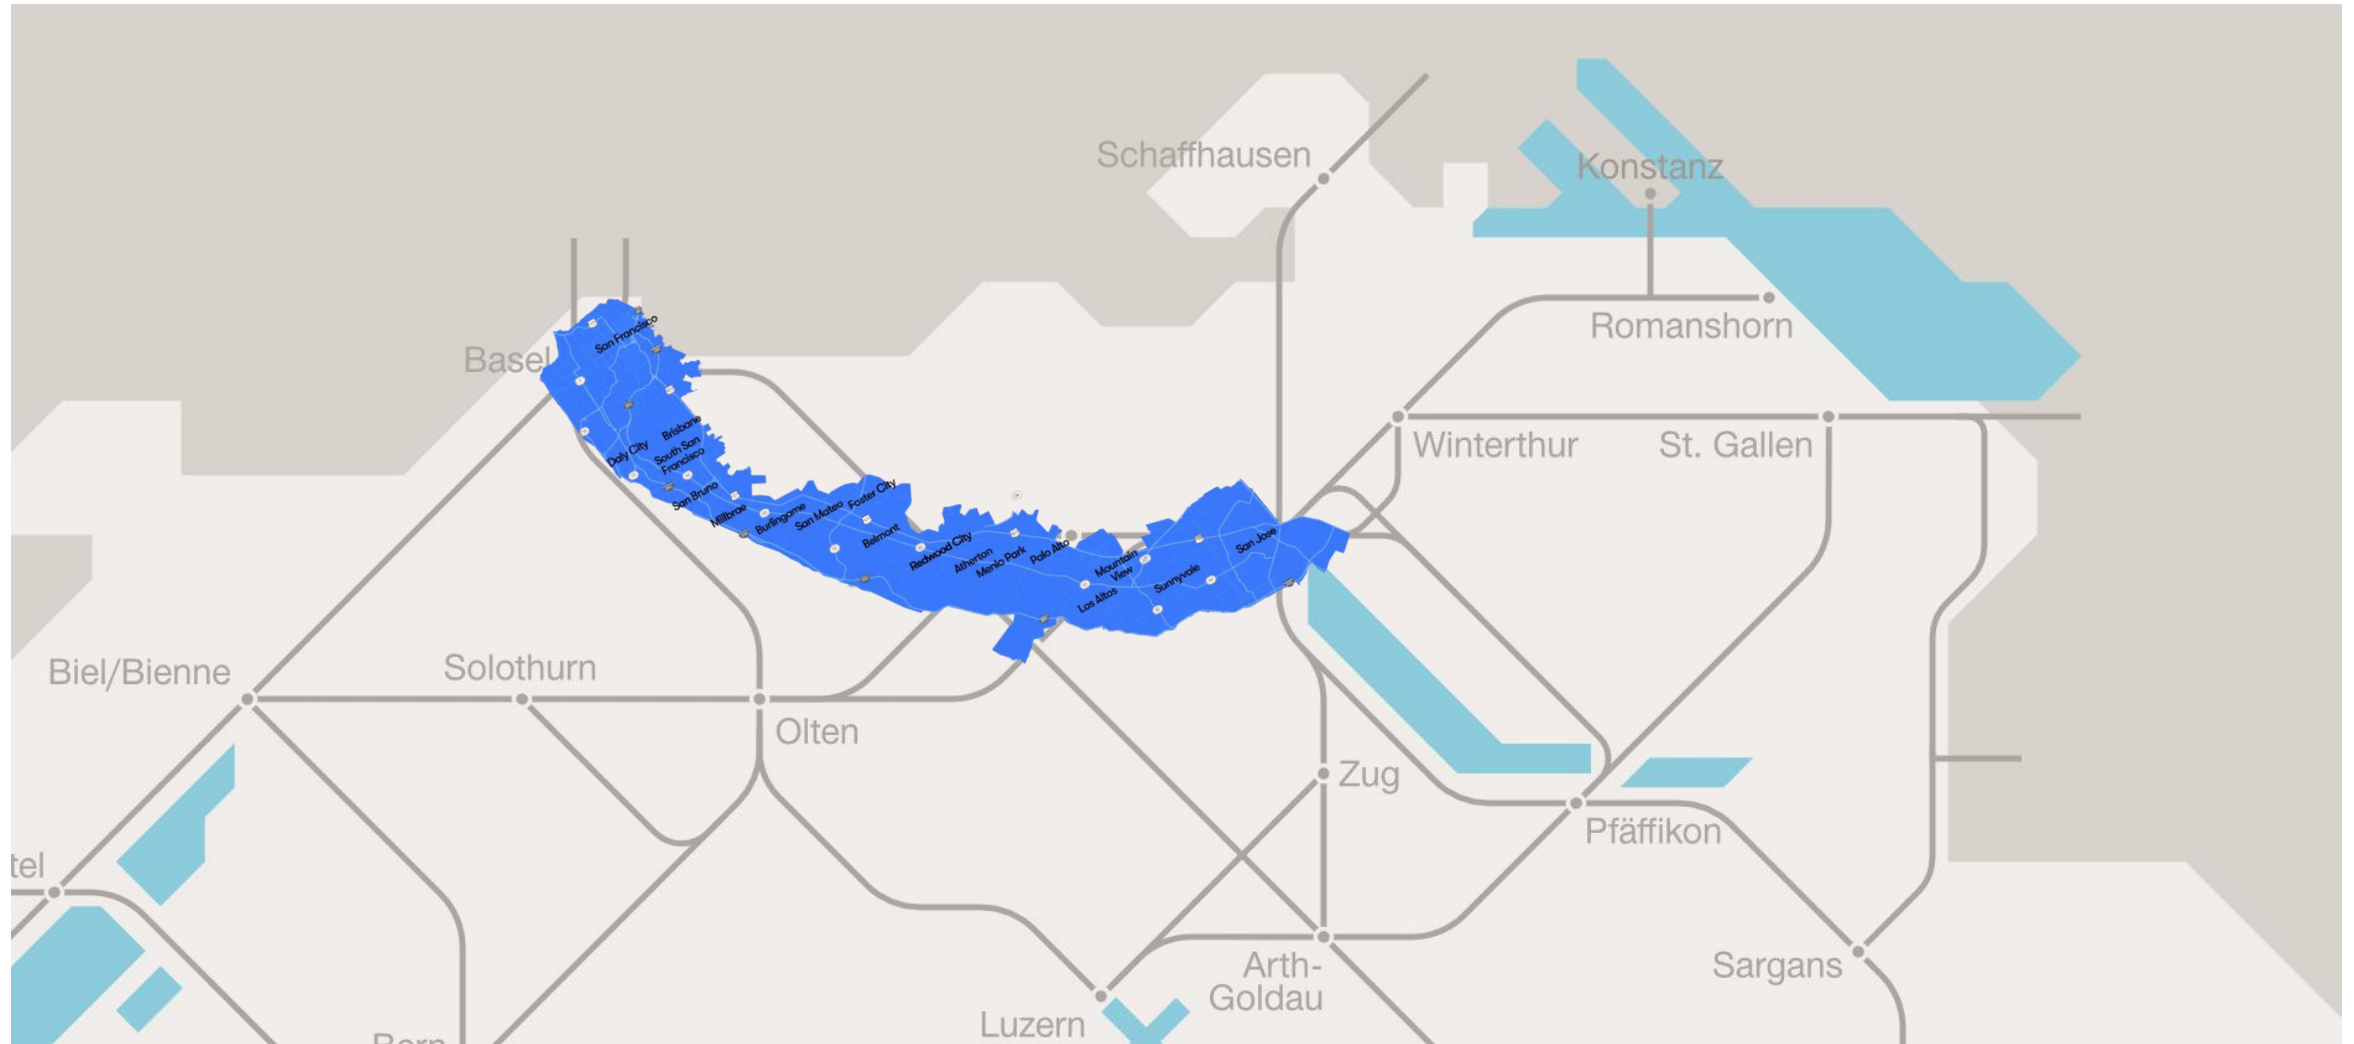 Schaffhausen
Konstanz
Romanshorn
San Francisco
Basel
Brisbane
Daly City
South San
Francisco
Winterthur
St. Gallen
San Bruno
Millbrae
Burlingame
San Mateo
Foster City
Belmont
Redwood City
Atherton
Menlo Park
Palo Alto
Mountain
View
Los Altos
Sunnyvale
San Jose
Biel/Bienne
Solothurn
Olten
Zug
Pfäffikon
tel
Arth-
Goldau
Sargans
Luzern
Bern